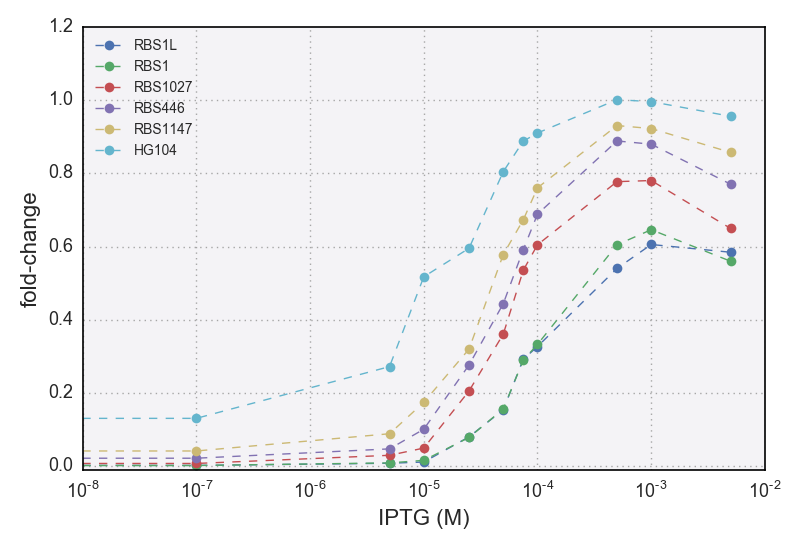 1.2
1.0
0.8
0.6
0.4
0.2
0.0
fold-change
RBS1L
RBS1
RBS1027
RBS446
RBS1147
HG104
10⁻⁸ 10⁻⁷ 10⁻⁶ 10⁻⁵ 10⁻⁴ 10⁻³ 10⁻²
IPTG (M)